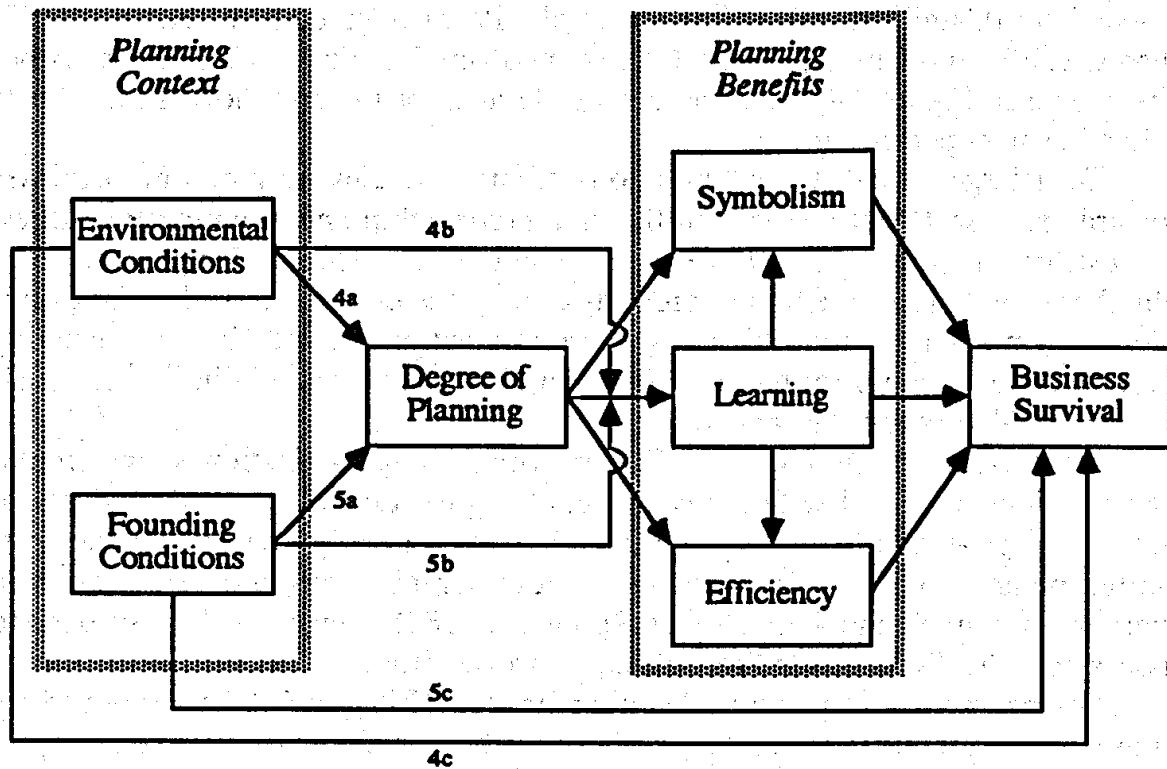 Planning
Context
Planning
Benefits
Symbolism
Environmental
Conditions
4b
4a
Degree of
Planning
Learning
Business
Survival
5a
Founding
Conditions
5b
Efficiency
5c
4c